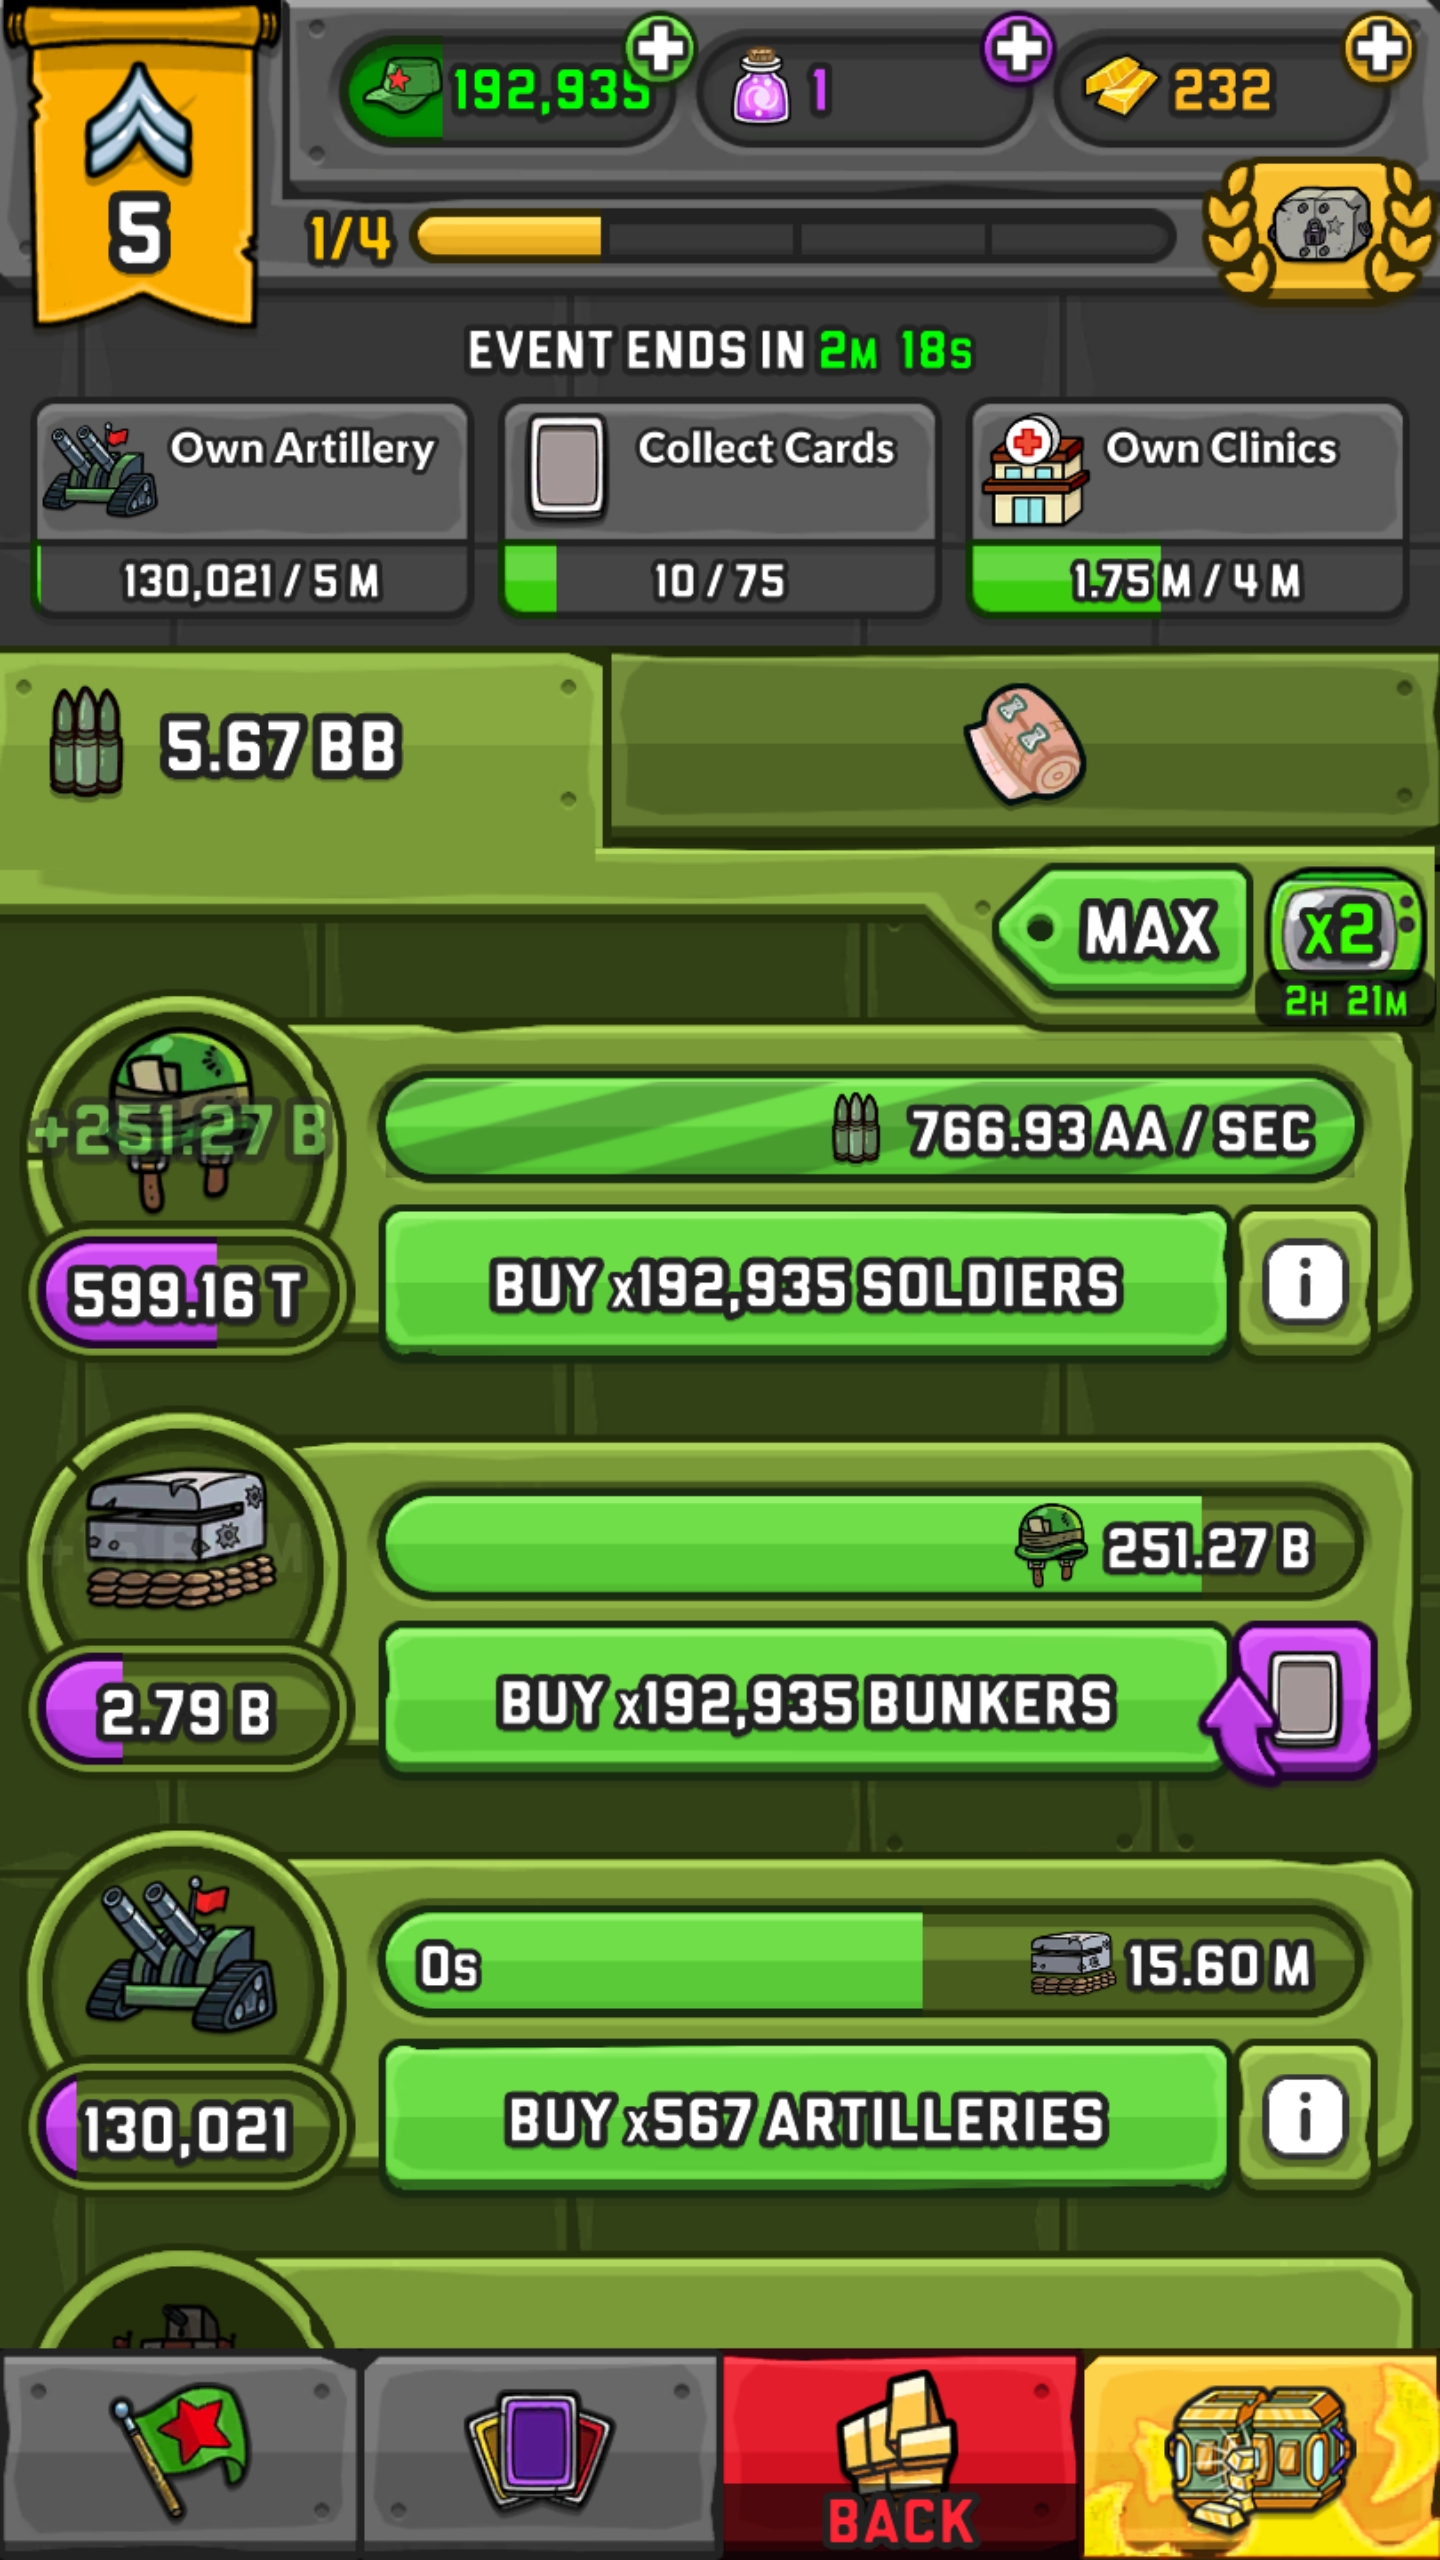 192,935
1
232
5
1/4
EVENT ENDS IN 2M 18S
Own Artillery
130,021 / 5 M
Collect Cards
10 / 75
Own Clinics
1.75 M / 4 M
5.67 BB
MAX
x2
2H 21M
+251.27 B
766.93 AA / SEC
599.16 T
BUY x192,935 SOLDIERS
i
251.27 B
2.79 B
BUY x192,935 BUNKERS
0s
15.60 M
130,021
BUY x567 ARTILLERIES
i
BACK